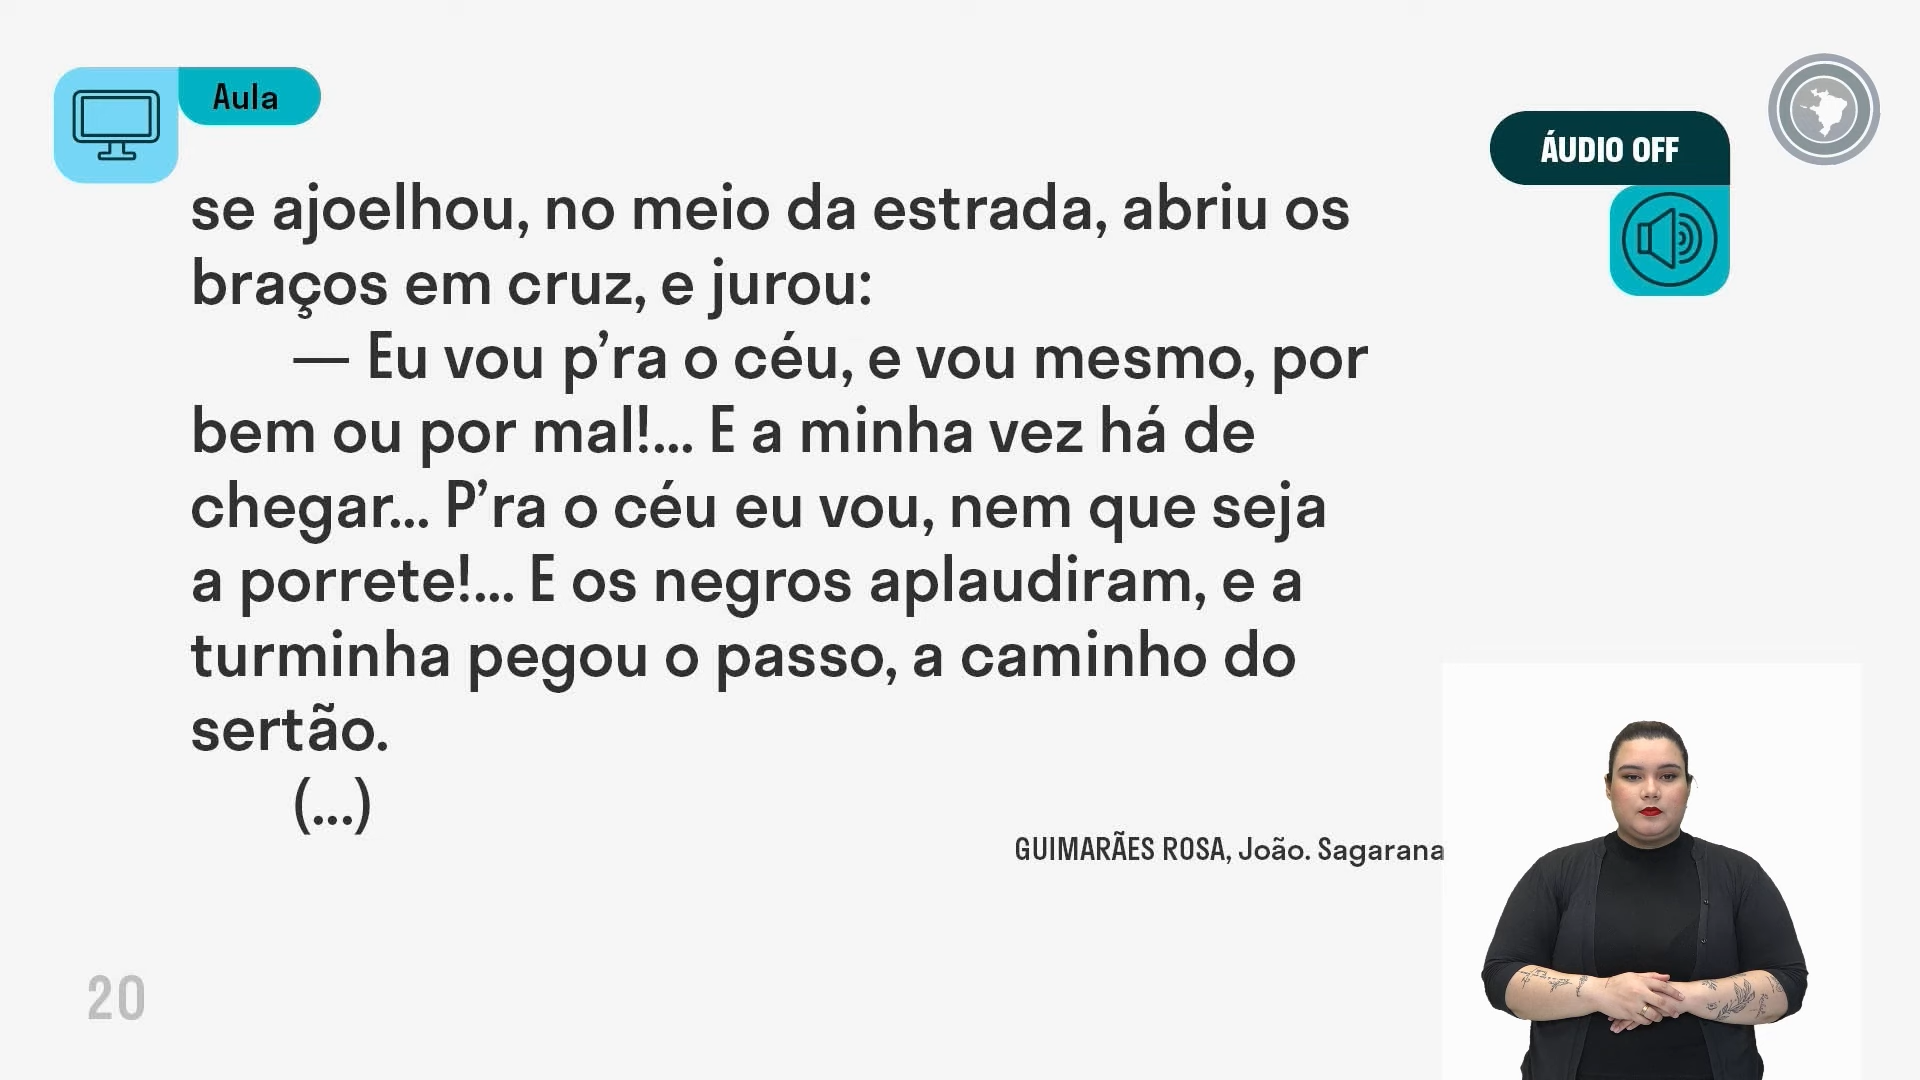 Aula
ÁUDIO OFF
se ajoelhou, no meio da estrada, abriu os
braços em cruz, e jurou:
— Eu vou p’ra o céu, e vou mesmo, por
bem ou por mal!... E a minha vez há de
chegar... P’ra o céu eu vou, nem que seja
a porrete!... E os negros aplaudiram, e a
turminha pegou o passo, a caminho do
sertão.
(...)
GUIMARÃES ROSA, João. Sagarana
20